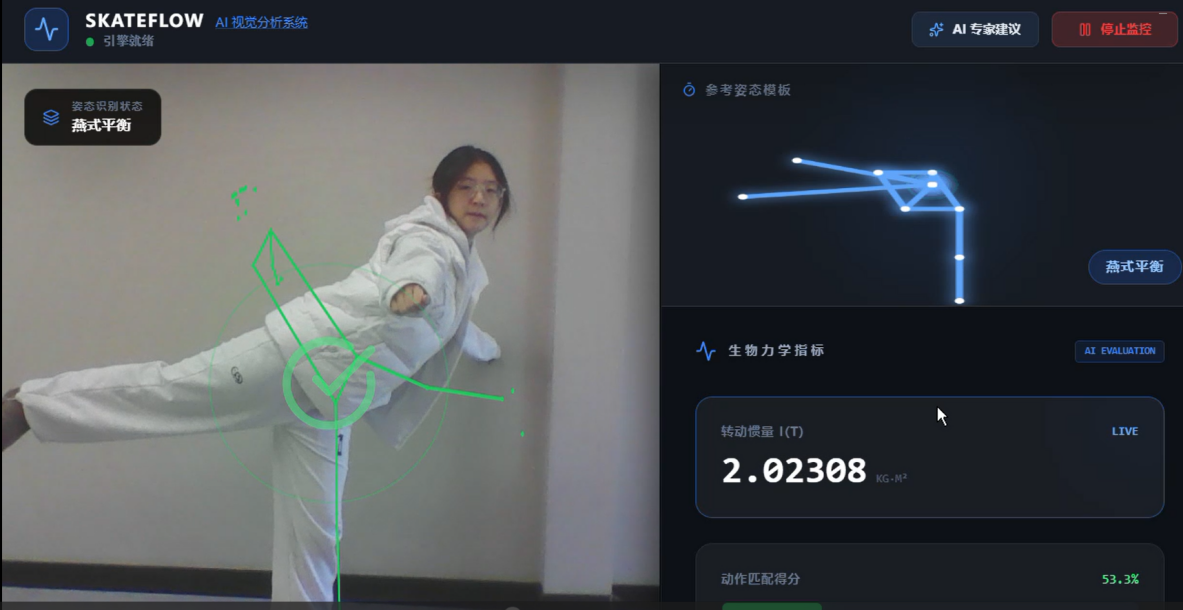 SKATEFLOW AI 视觉分析系统
引擎就绪
AI 专家建议
停止监控
姿态识别状态
燕式平衡
参考姿态模板
燕式平衡
生物力学指标
AI EVALUATION
转动惯量 I(T)
LIVE
2.02308 KG·M²
动作匹配得分
53.3%